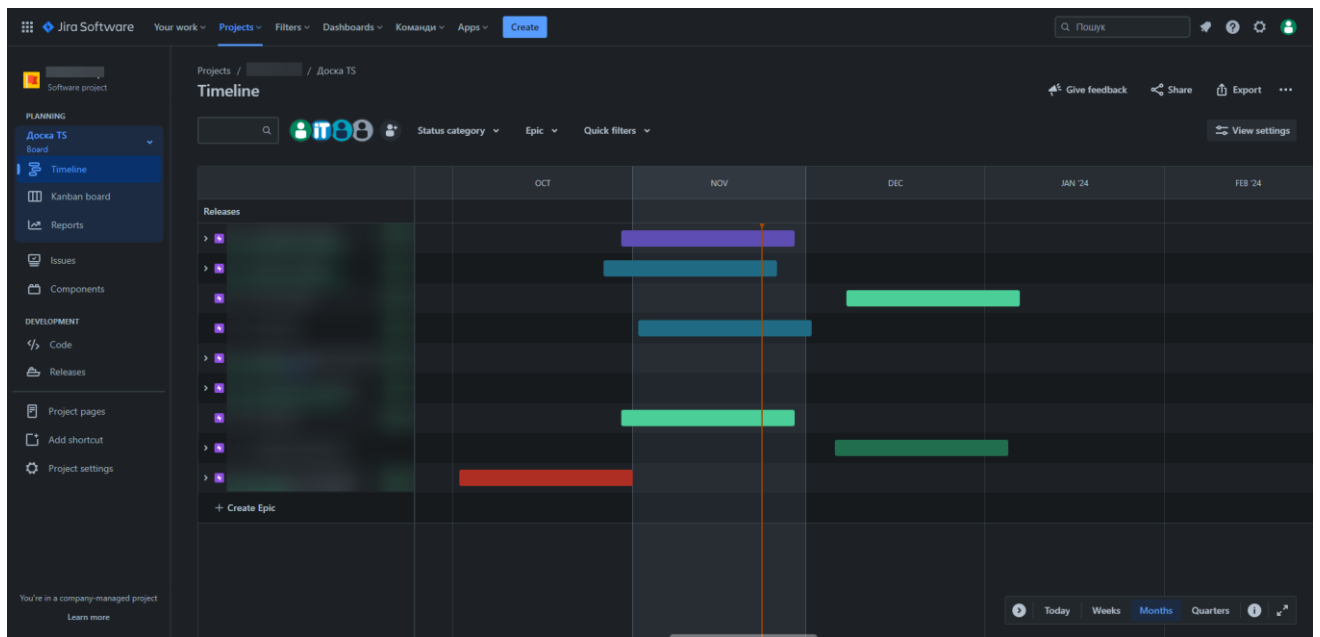 Jira Software Your work Projects Filters Dashboards Команди Apps Create Пошук
Software project
PLANNING
Доска TS
Board
Timeline
Kanban board
Reports
Issues
Components
DEVELOPMENT
Code
Releases
Project pages
Add shortcut
Project settings
You're in a company-managed project
Learn more
Projects / / Доска TS
Timeline
Give feedback Share Export
iT Status category Epic Quick filters View settings
OCT NOV DEC JAN '24 FEB '24
Releases
+ Create Epic
Today Weeks Months Quarters